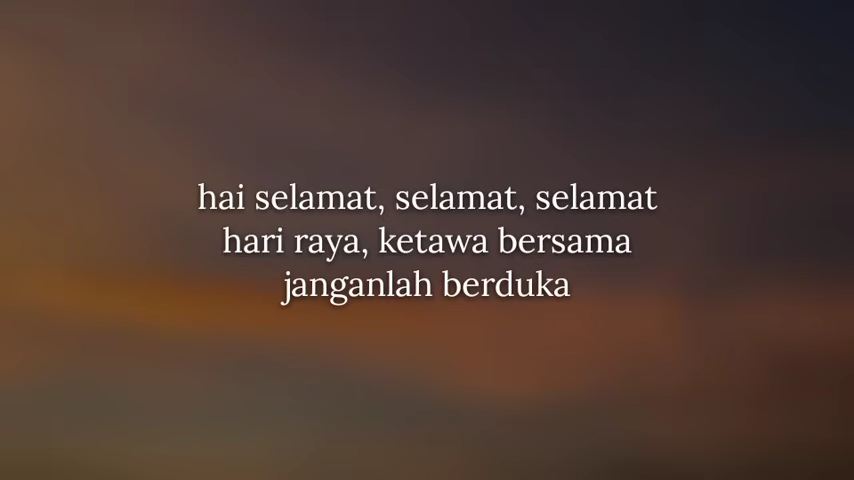 hai selamat, selamat, selamat
hari raya, ketawa bersama
janganlah berduka